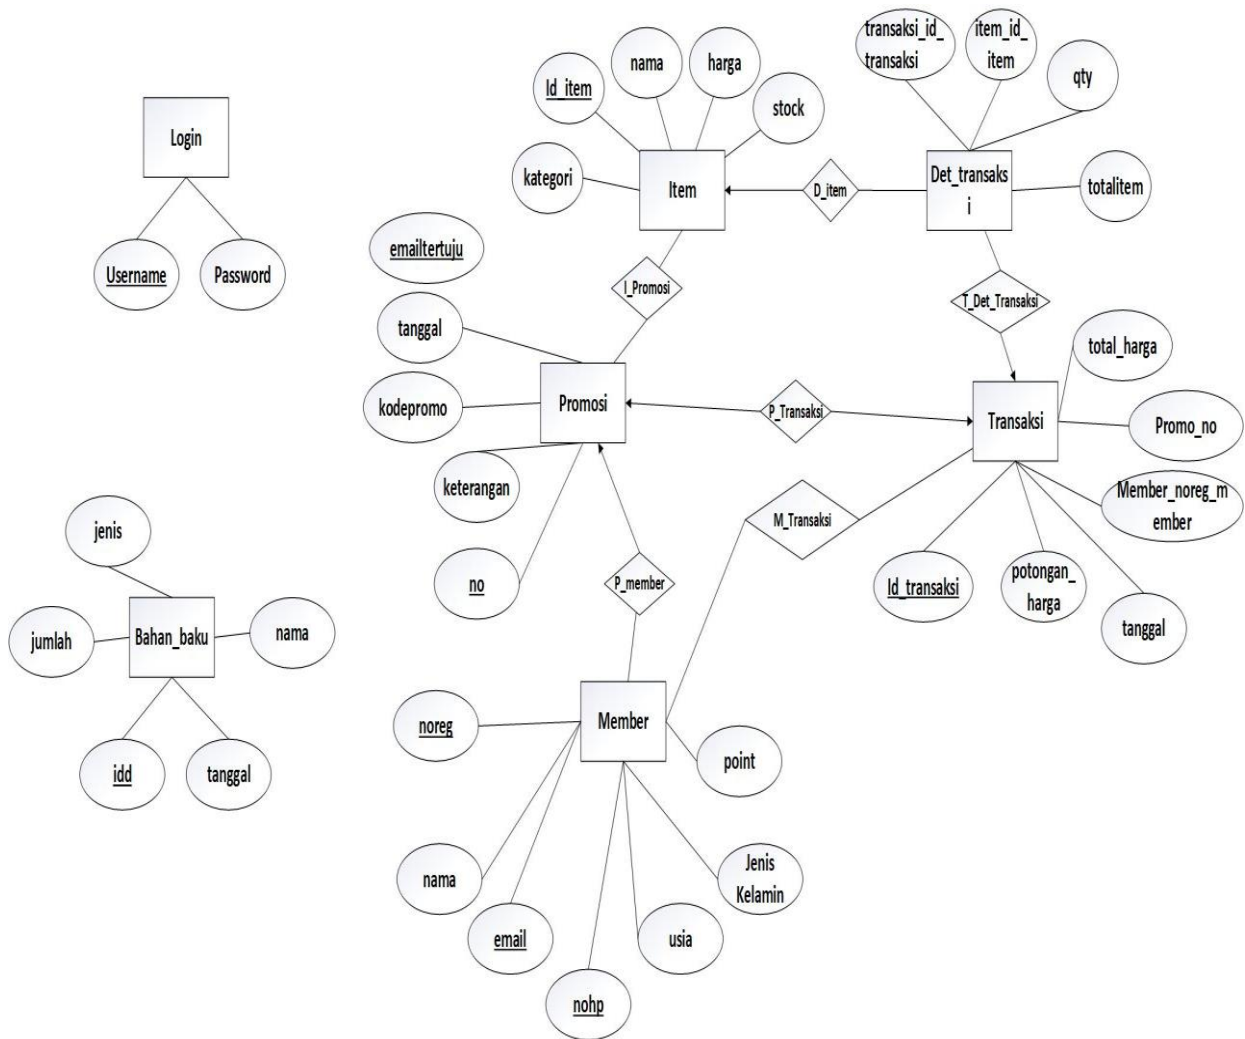 transaksi_id_
transaksi
item_id_
item
nama
harga
Id_item
qty
stock
Login
kategori
Item
D_item
Det_transaks
i
totalitem
emailtertuju
Username
Password
I_Promosi
T_Det_Transaksi
tanggal
total_harga
kodepromo
Promosi
P_Transaksi
Transaksi
Promo_no
keterangan
Member_noreg_m
ember
M_Transaksi
jenis
no
P_member
Id_transaksi
potongan_
harga
tanggal
jumlah
Bahan_baku
nama
noreg
Member
point
idd
tanggal
nama
Jenis
Kelamin
email
usia
nohp